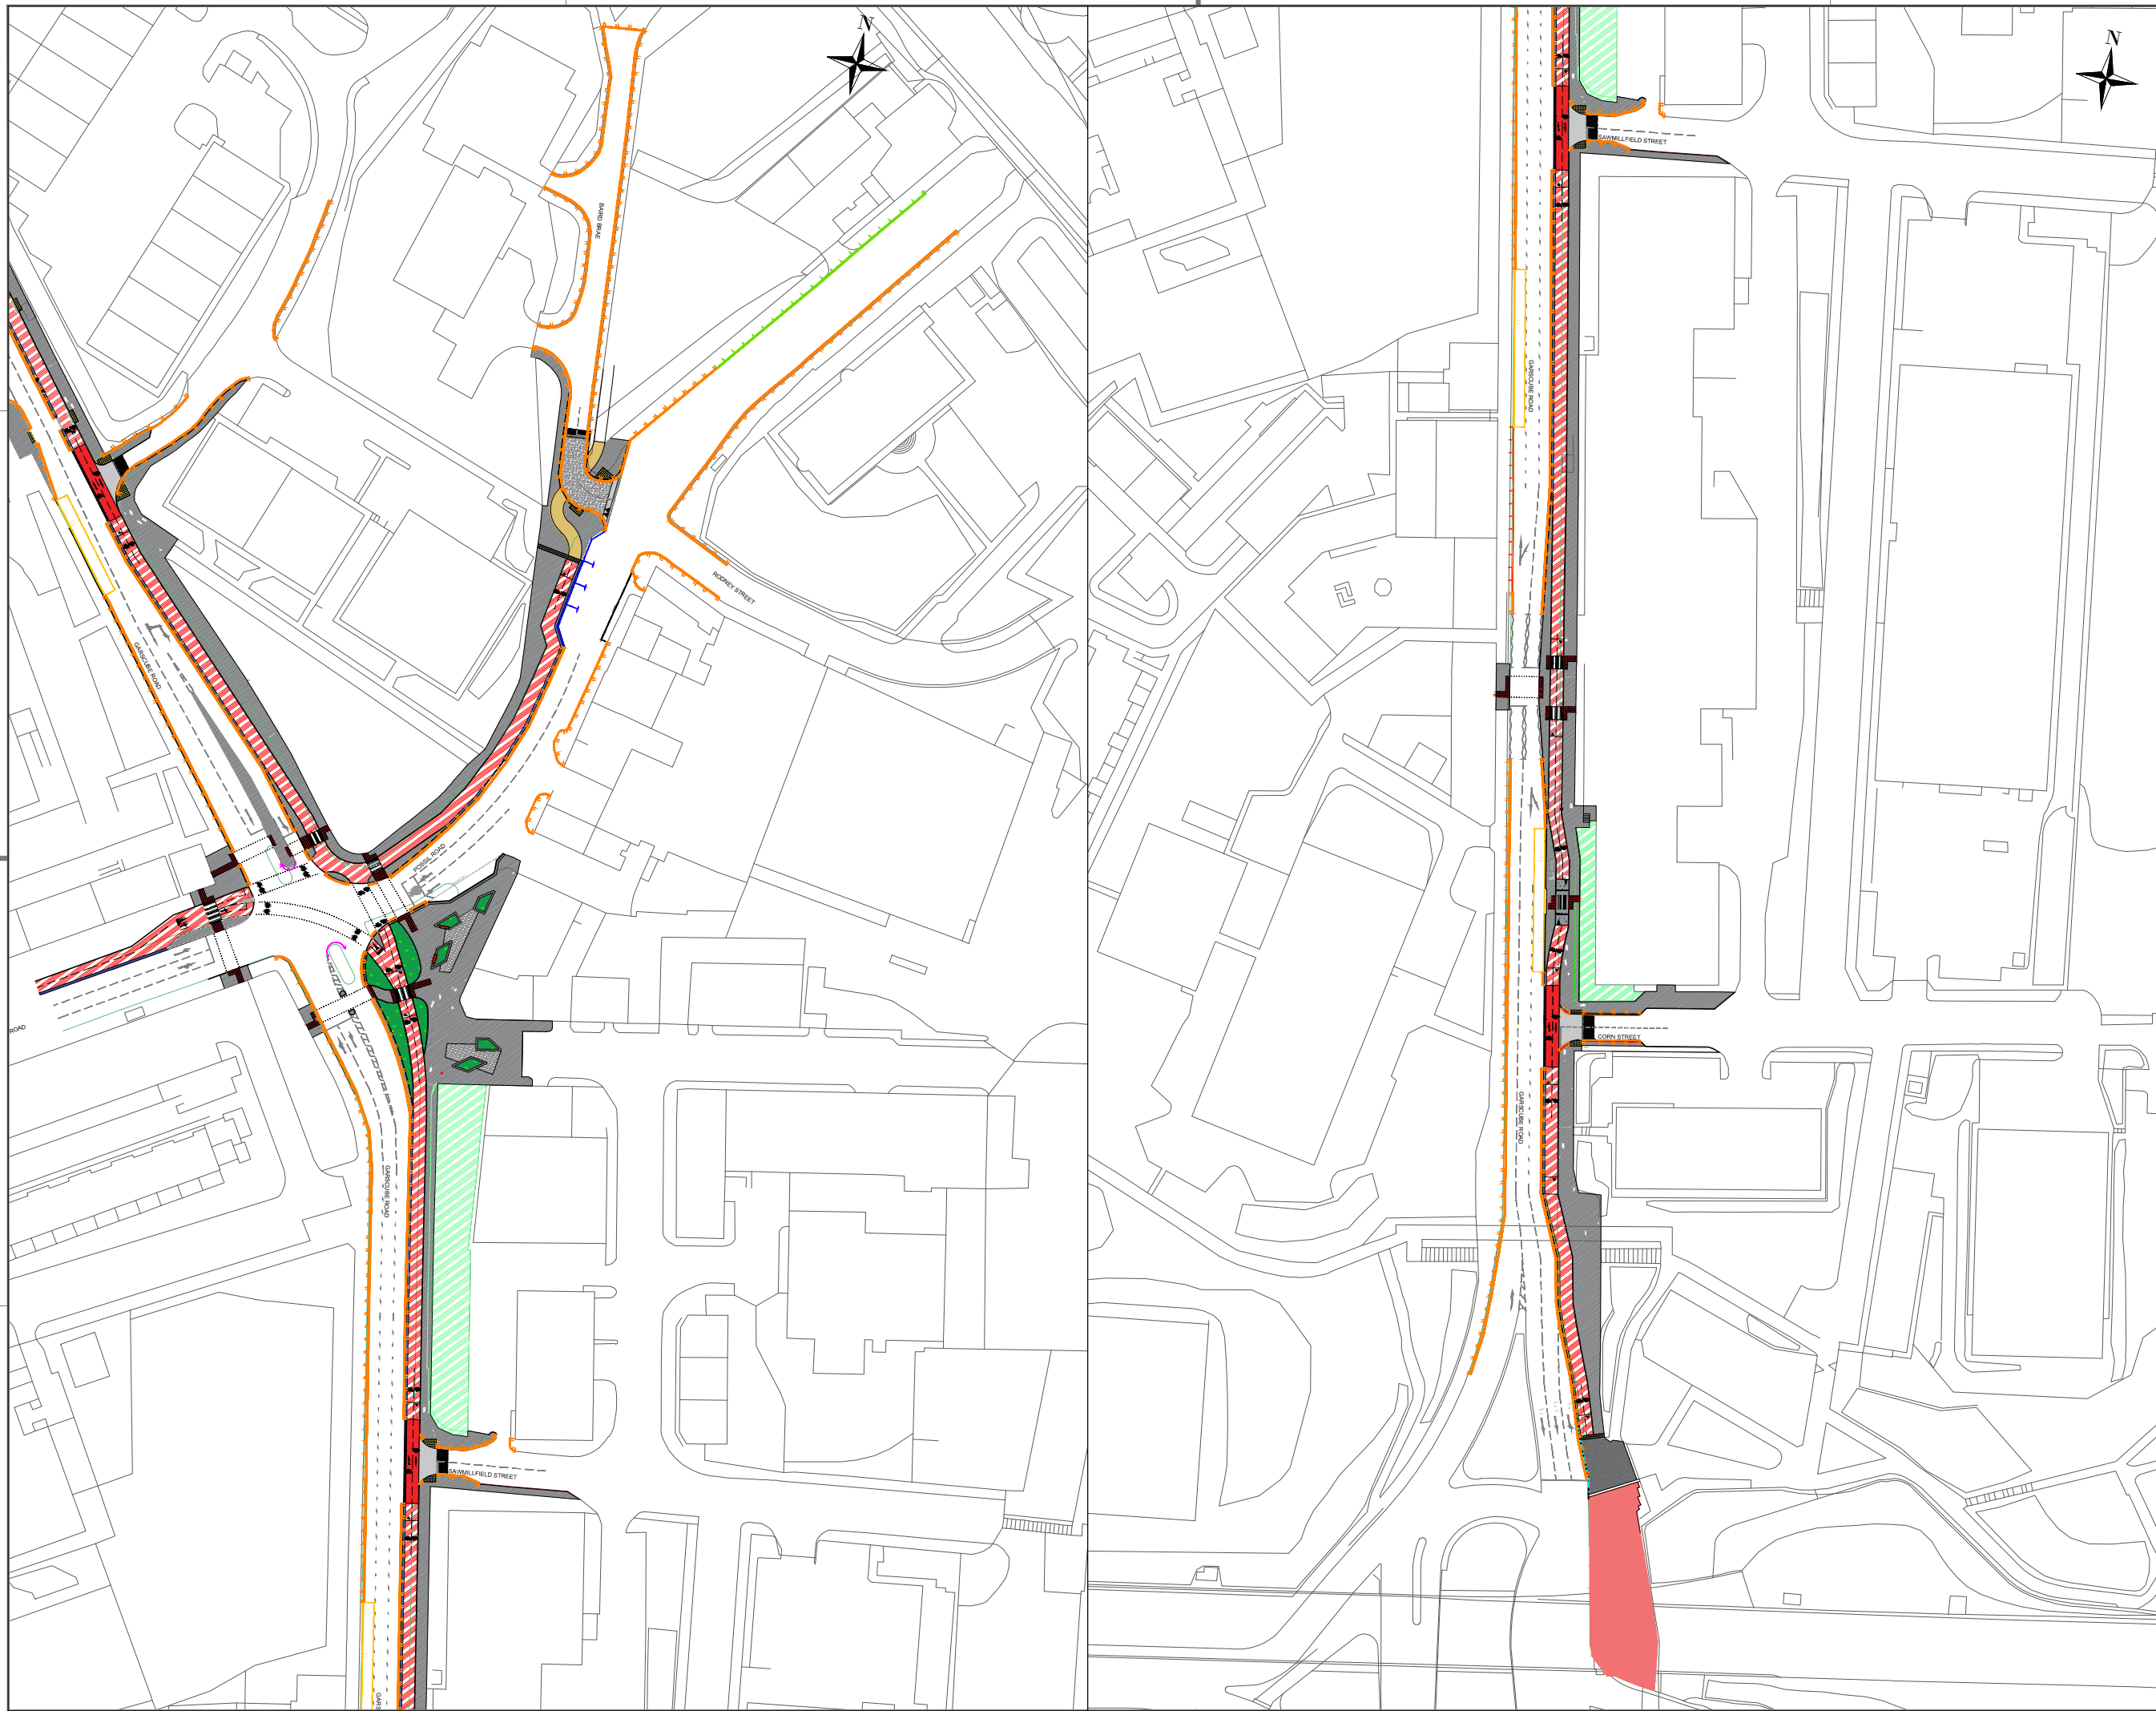 N
BAIRD BRAE
RODNEY STREET
GARSCUBE ROAD
POSSIL ROAD
ROAD
GARSCUBE ROAD
SAWMILLFIELD STREET
GARS
N
SAWMILLFIELD STREET
GARSCUBE ROAD
CORN STREET
GARSCUBE ROAD